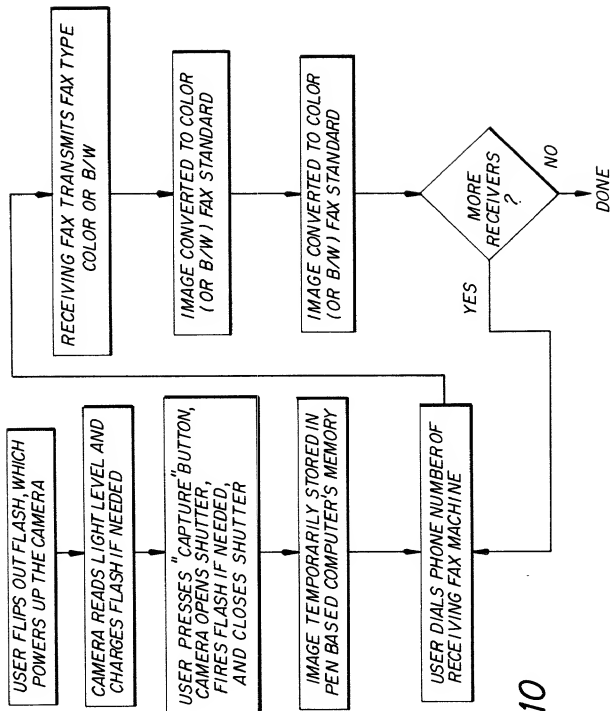 USER FLIPS OUT FLASH, WHICH
POWERS UP THE CAMERA
CAMERA READS LIGHT LEVEL AND
CHARGES FLASH IF NEEDED
USER PRESSES "CAPTURE" BUTTON,
CAMERA OPENS SHUTTER,
FIRES FLASH IF NEEDED,
AND CLOSES SHUTTER
IMAGE TEMPORARILY STORED IN
PEN BASED COMPUTER'S MEMORY
USER DIALS PHONE NUMBER OF
RECEIVING FAX MACHINE
RECEIVING FAX TRANSMITS FAX TYPE
COLOR OR B/W
IMAGE CONVERTED TO COLOR
(OR B/W) FAX STANDARD
IMAGE CONVERTED TO COLOR
(OR B/W) FAX STANDARD
MORE
RECEIVERS
?
YES
NO
DONE
10